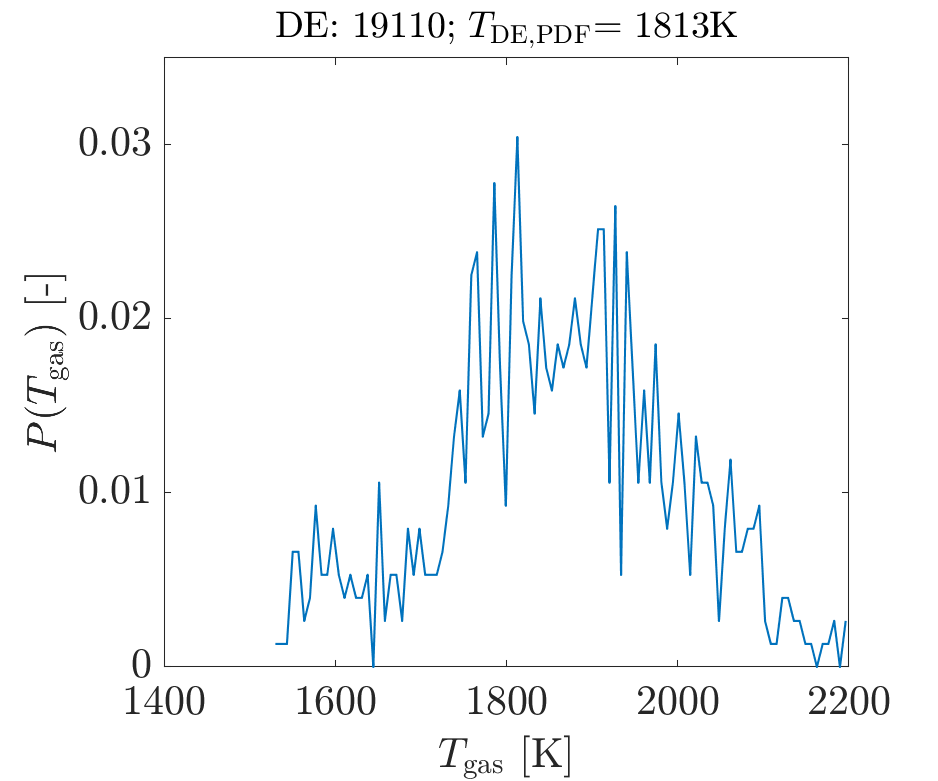 DE: 19110; T_DE,PDF= 1813K
0.03
0.02
0.01
0
P(T_gas) [-]
1400 1600 1800 2000 2200
T_gas [K]